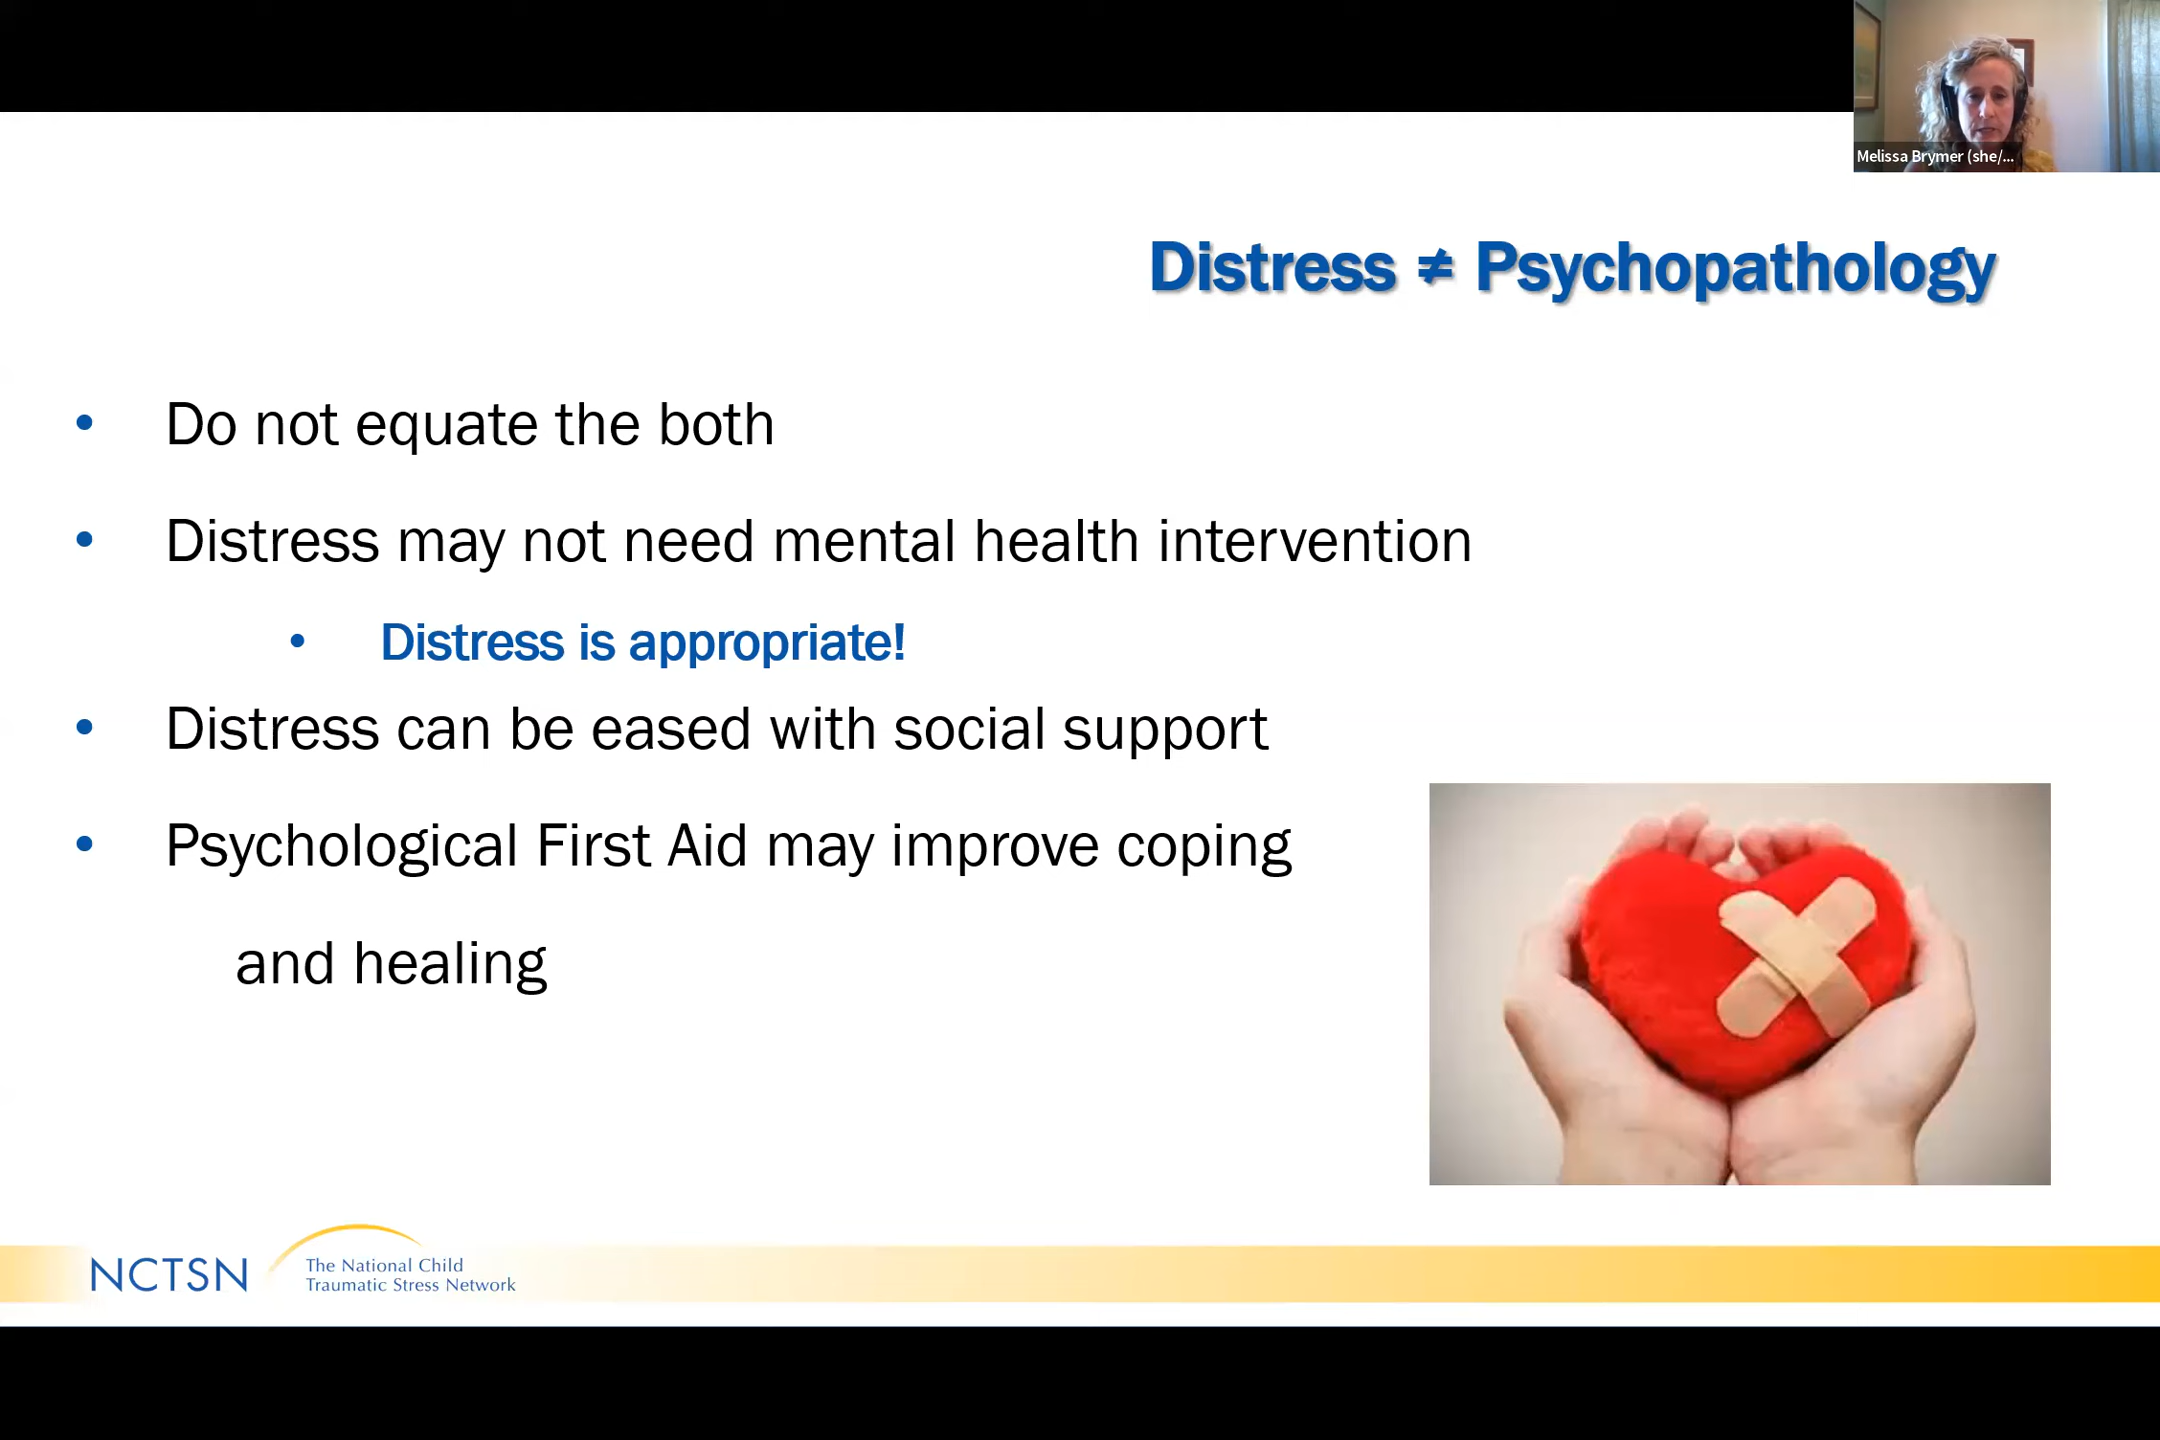 Melissa Brymer (she/...
Distress ≠ Psychopathology
• Do not equate the both
• Distress may not need mental health intervention
• Distress is appropriate!
• Distress can be eased with social support
• Psychological First Aid may improve coping
and healing
NCTSN
The National Child
Traumatic Stress Network